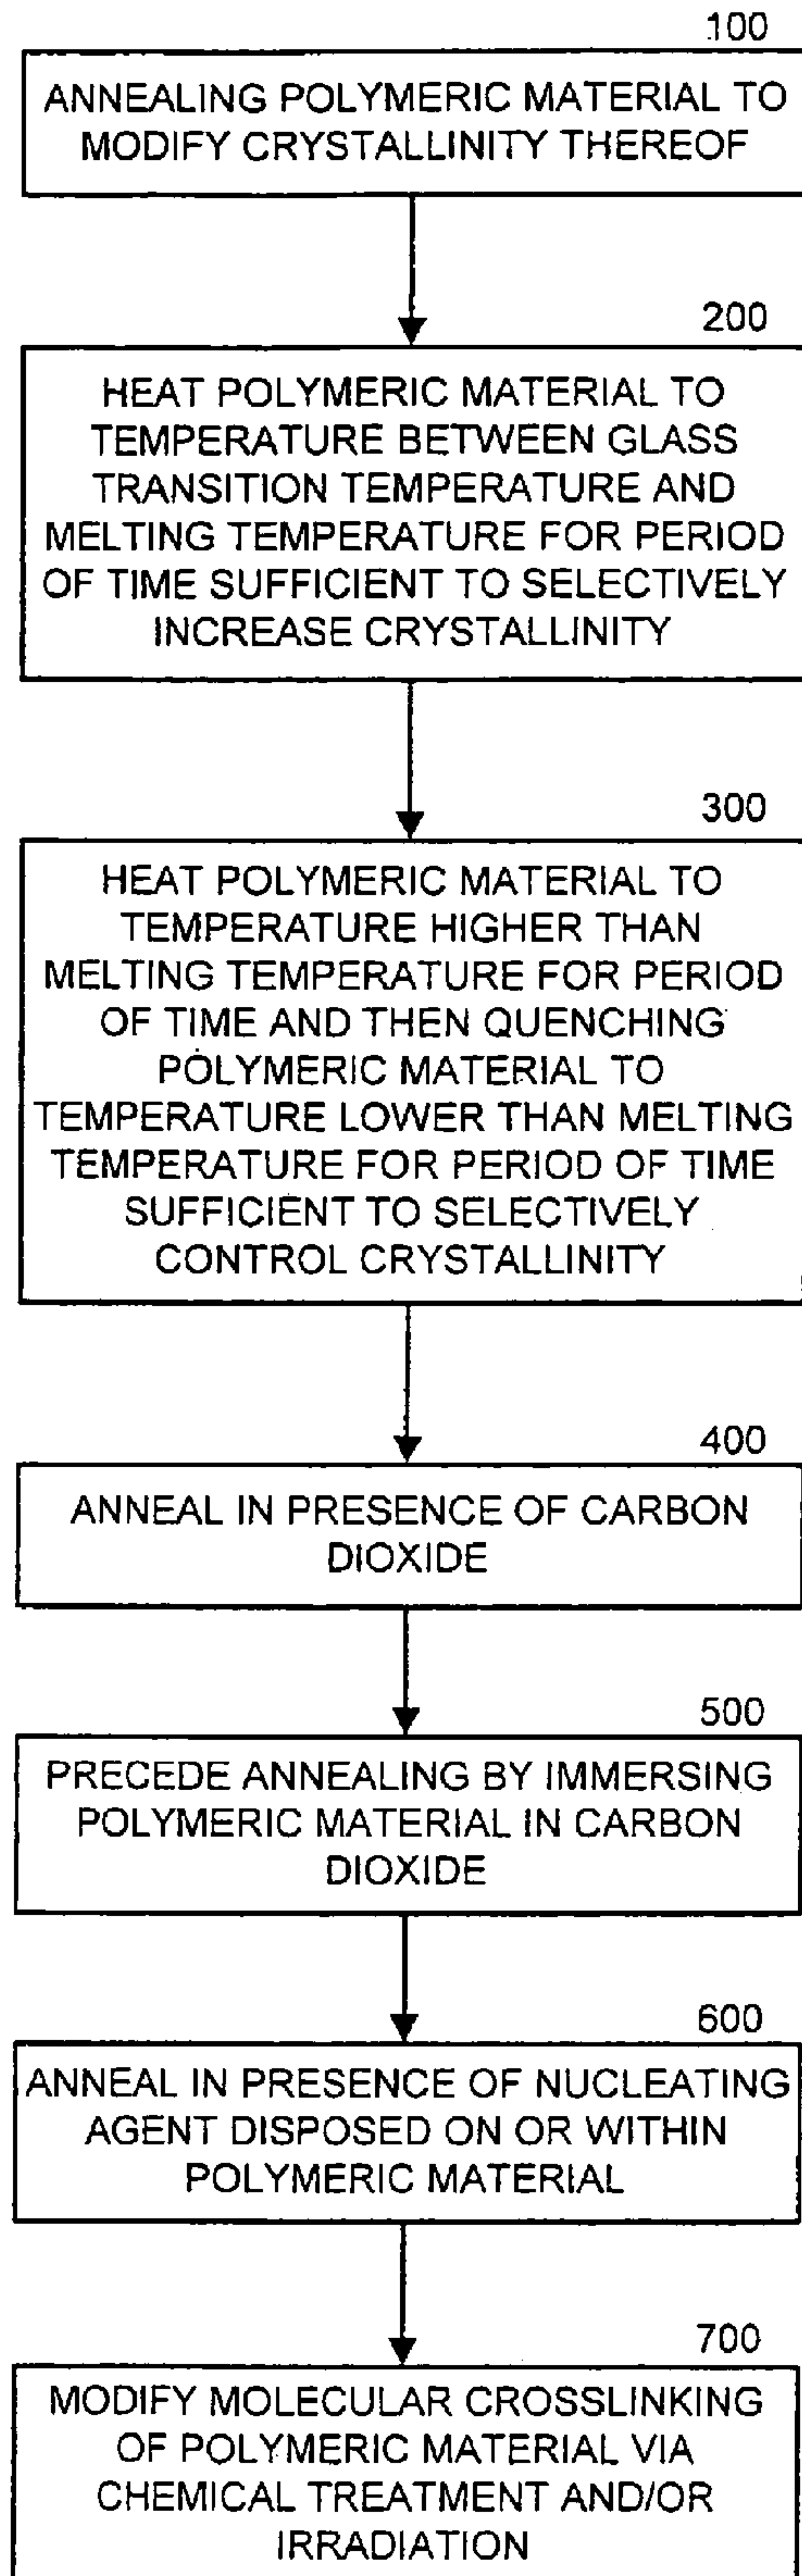 100
ANNEALING POLYMERIC MATERIAL TO
MODIFY CRYSTALLINITY THEREOF
200
HEAT POLYMERIC MATERIAL TO
TEMPERATURE BETWEEN GLASS
TRANSITION TEMPERATURE AND
MELTING TEMPERATURE FOR PERIOD
OF TIME SUFFICIENT TO SELECTIVELY
INCREASE CRYSTALLINITY
300
HEAT POLYMERIC MATERIAL TO
TEMPERATURE HIGHER THAN
MELTING TEMPERATURE FOR PERIOD
OF TIME AND THEN QUENCHING
POLYMERIC MATERIAL TO
TEMPERATURE LOWER THAN MELTING
TEMPERATURE FOR PERIOD OF TIME
SUFFICIENT TO SELECTIVELY
CONTROL CRYSTALLINITY
400
ANNEAL IN PRESENCE OF CARBON
DIOXIDE
500
PRECEDE ANNEALING BY IMMERSING
POLYMERIC MATERIAL IN CARBON
DIOXIDE
600
ANNEAL IN PRESENCE OF NUCLEATING
AGENT DISPOSED ON OR WITHIN
POLYMERIC MATERIAL
700
MODIFY MOLECULAR CROSSLINKING
OF POLYMERIC MATERIAL VIA
CHEMICAL TREATMENT AND/OR
IRRADIATION